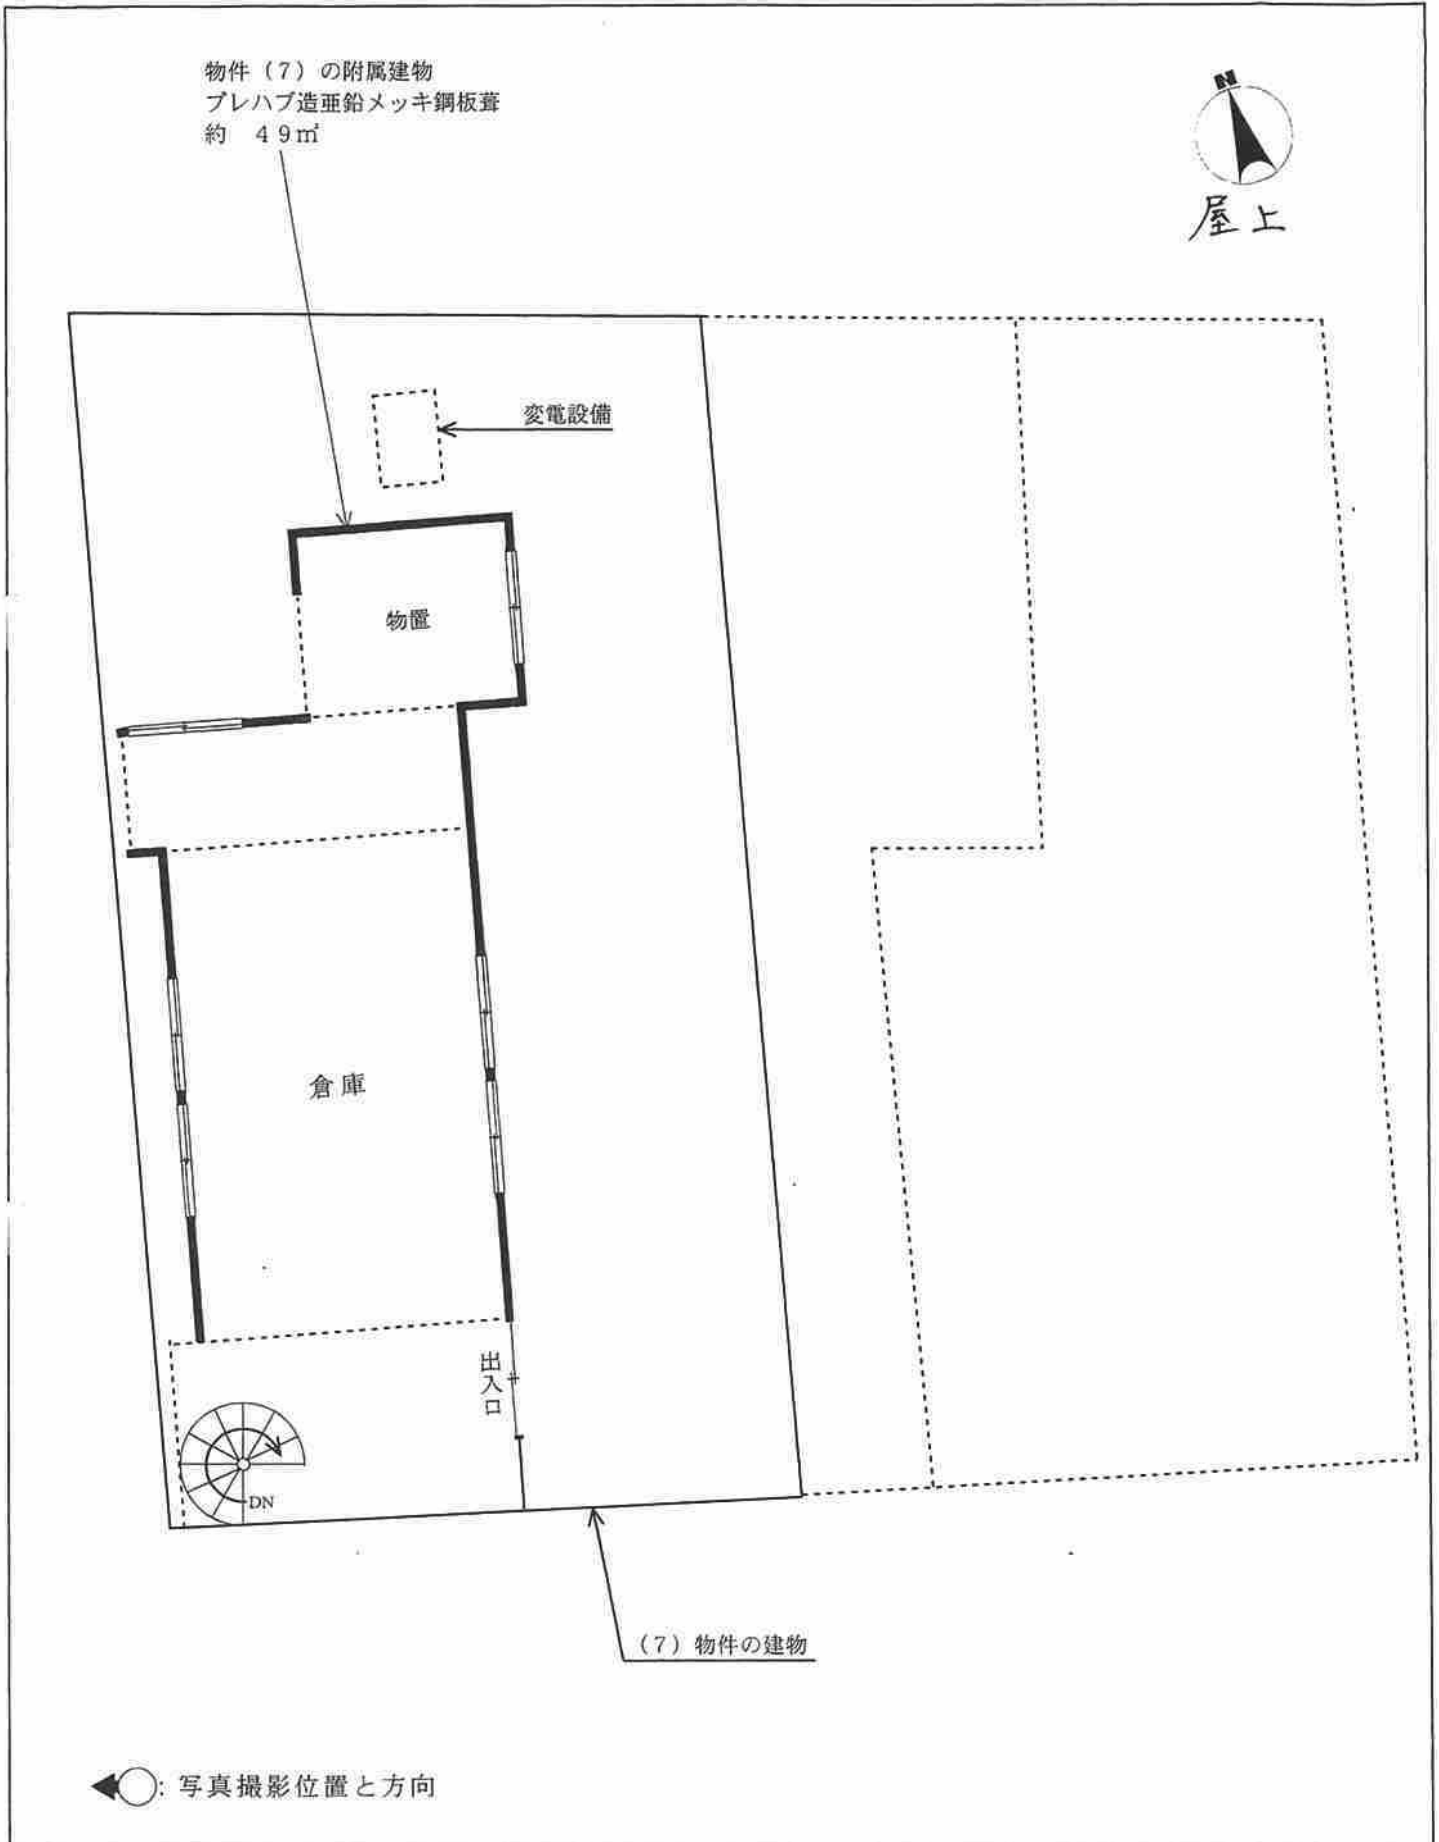 物件（7）の附属建物
プレハブ造亜鉛メッキ鋼板葺
約　４９㎡
N
屋上
変電設備
物置
倉庫
出入口
DN
（7）物件の建物
：写真撮影位置と方向